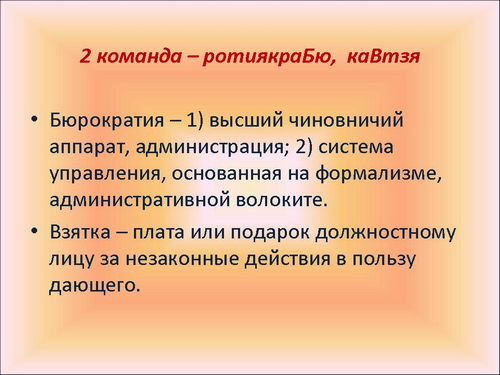 2 команда – ротиякраБю, каВтзя
• Бюрократия – 1) высший чиновничий
аппарат, администрация; 2) система
управления, основанная на формализме,
административной волоките.
• Взятка – плата или подарок должностному
лицу за незаконные действия в пользу
дающего.